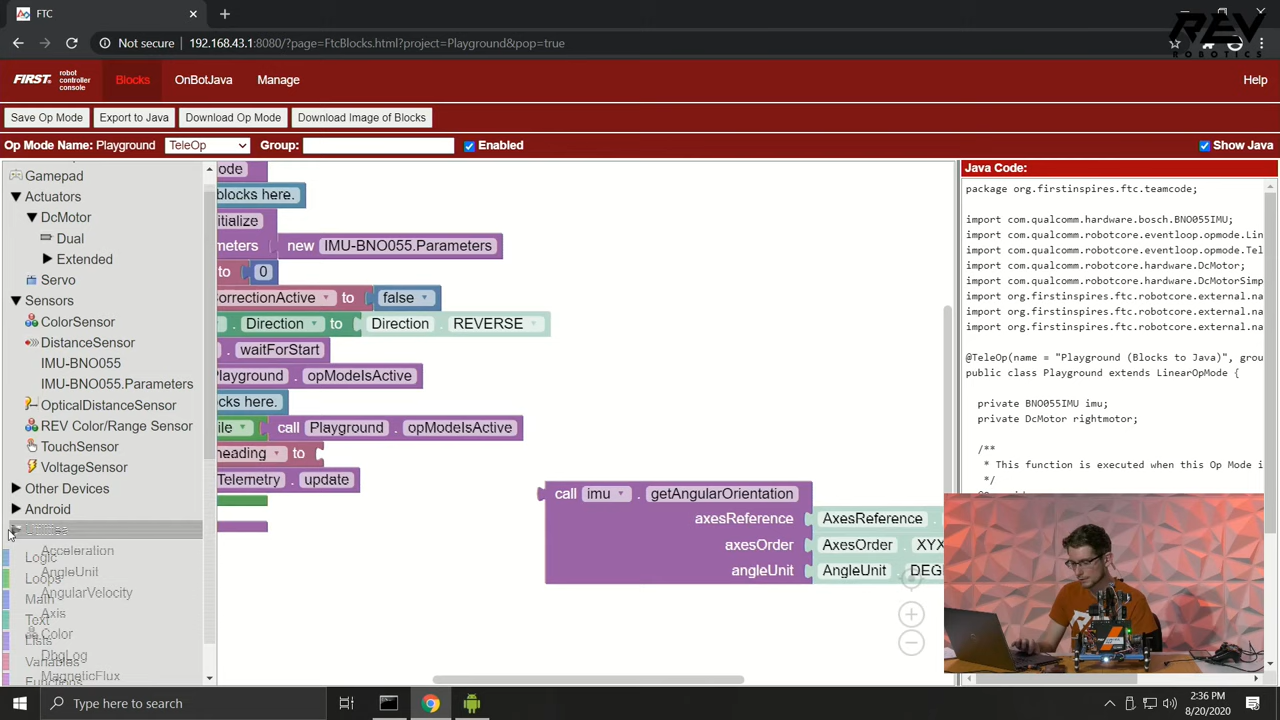 FTC
REV
ROBOTICS
Not secure
192.168.43.1:8080/?page=FtcBlocks.html?project=Playground&pop=true
FIRST
robot
controller
console
Blocks
OnBotJava
Manage
Help
Save Op Mode
Export to Java
Download Op Mode
Download Image of Blocks
Op Mode Name: Playground
TeleOp
Group:
Enabled
Show Java
Gamepad
Actuators
DcMotor
Dual
Extended
Servo
Sensors
ColorSensor
DistanceSensor
IMU-BNO055
IMU-BNO055.Parameters
OpticalDistanceSensor
REV Color/Range Sensor
TouchSensor
VoltageSensor
Other Devices
Android
Utilities
Acceleration
Logic
AngleUnit
Loops
AngularVelocity
Math
Axis
Text
Color
Lists
DbgLog
Variables
MagneticFlux
Functions
ode
blocks here.
itialize
meters new IMU-BNO055.Parameters
to 0
orrectionActive to false
. Direction to Direction . REVERSE
. waitForStart
Playground . opModeIsActive
cks here.
ile call Playground . opModeIsActive
heading to
Telemetry . update
call imu . getAngularOrientation
axesReference AxesReference .
axesOrder AxesOrder . XYX
angleUnit AngleUnit . DEG
Java Code:
package org.firstinspires.ftc.teamcode;
import com.qualcomm.hardware.bosch.BNO055IMU;
import com.qualcomm.robotcore.eventloop.opmode.Lin
import com.qualcomm.robotcore.eventloop.opmode.Tel
import com.qualcomm.robotcore.hardware.DcMotor;
import com.qualcomm.robotcore.hardware.DcMotorSimp
import org.firstinspires.ftc.robotcore.external.na
import org.firstinspires.ftc.robotcore.external.na
import org.firstinspires.ftc.robotcore.external.na
@TeleOp(name = "Playground (Blocks to Java)", grou
public class Playground extends LinearOpMode {
private BNO055IMU imu;
private DcMotor rightmotor;
/**
* This function is executed when this Op Mode i
Type here to search
2:36 PM
8/20/2020